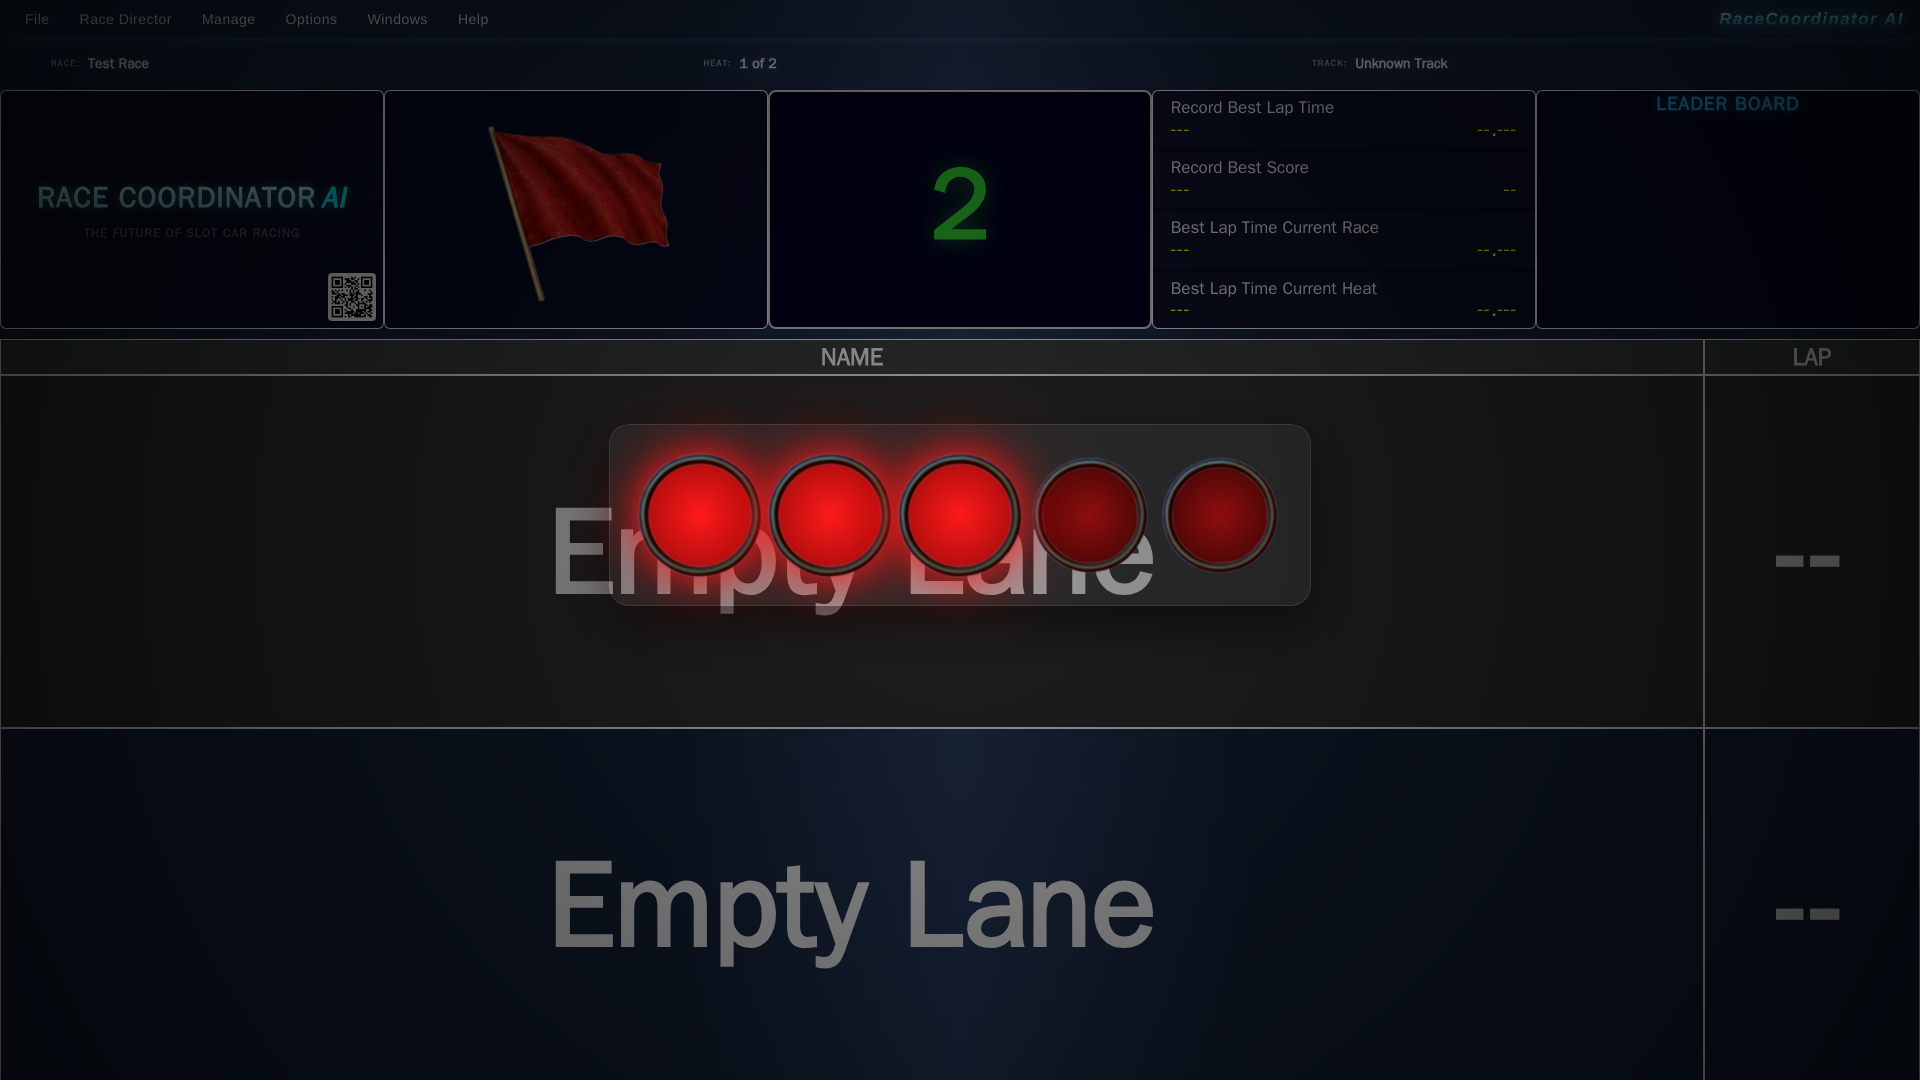 File Race Director Manage Options Windows Help RaceCoordinator AI
RACE: Test Race HEAT: 1 of 2 TRACK: Unknown Track
RACE COORDINATOR AI
THE FUTURE OF SLOT CAR RACING
2
Record Best Lap Time
--- --.---
Record Best Score
--- --
Best Lap Time Current Race
--- --.---
Best Lap Time Current Heat
--- --.---
LEADER BOARD
NAME LAP
Empty Lane --
Empty Lane --